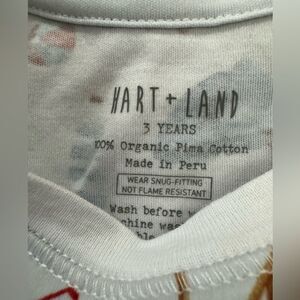 HART + LAND
3 YEARS
100% Organic Pima Cotton
Made in Peru
WEAR SNUG-FITTING
NOT FLAME RESISTANT
Wash before